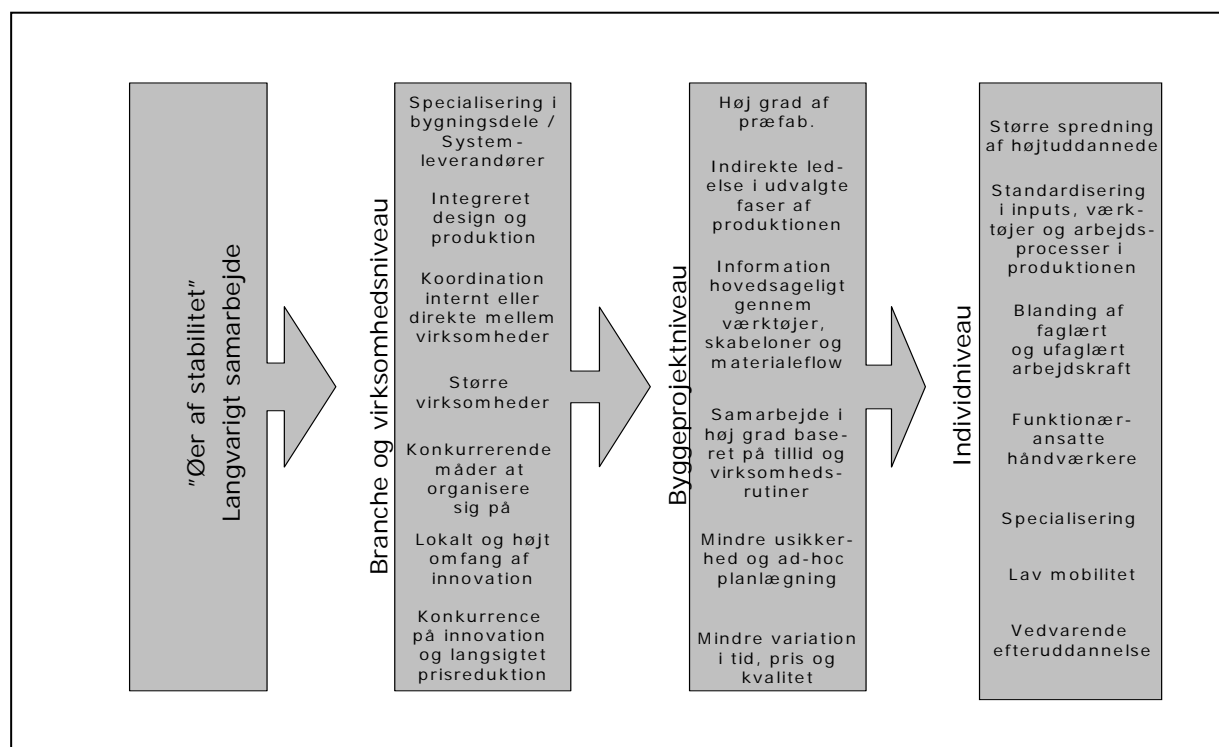 "Øer af stabilitet"
Langvarigt samarbejde
Branche og virksomhedsniveau
Specialisering i
bygningsdele /
System-
leverandører
Integreret
design og
produktion
Koordination
internt eller
direkte mellem
virksomheder
Større
virksomheder
Konkurrerende
måder at
organisere
sig på
Lokalt og højt
omfang af
innovation
Konkurrence
på innovation
og langsigtet
prisreduktion
Byggeprojektniveau
Høj grad af
præfab.
Indirekte led-
else i udvalgte
faser af
produktionen
Information
hovedsageligt
gennem
værktøjer,
skabeloner og
materialeflow
Samarbejde i
høj grad base-
ret på tillid og
virksomheds-
rutiner
Mindre usikker-
hed og ad-hoc
planlægning
Mindre variation
i tid, pris og
kvalitet
Individniveau
Større spredning
af højtuddannede
Standardisering
i inputs, værk-
tøjer og arbejds-
processer i
produktionen
Blanding af
faglært
og ufaglært
arbejdskraft
Funktionær-
ansatte
håndværkere
Specialisering
Lav mobilitet
Vedvarende
efteruddannelse